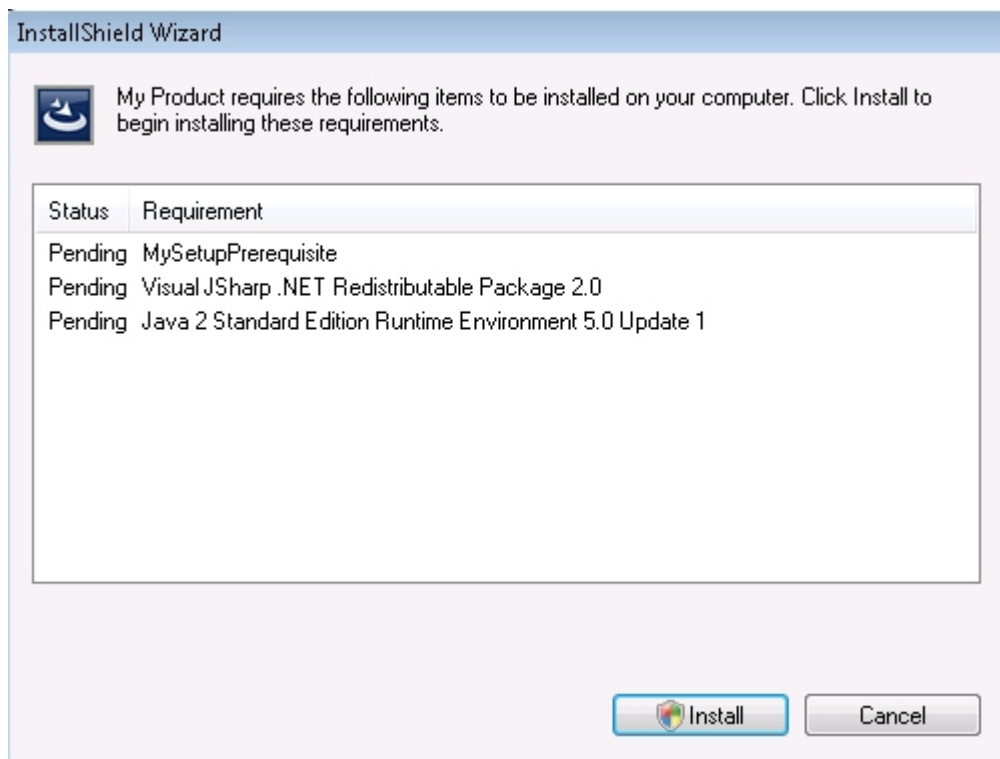 InstallShield Wizard
My Product requires the following items to be installed on your computer. Click Install to
begin installing these requirements.
Status Requirement
Pending MySetupPrerequisite
Pending Visual JSharp .NET Redistributable Package 2.0
Pending Java 2 Standard Edition Runtime Environment 5.0 Update 1
Install Cancel